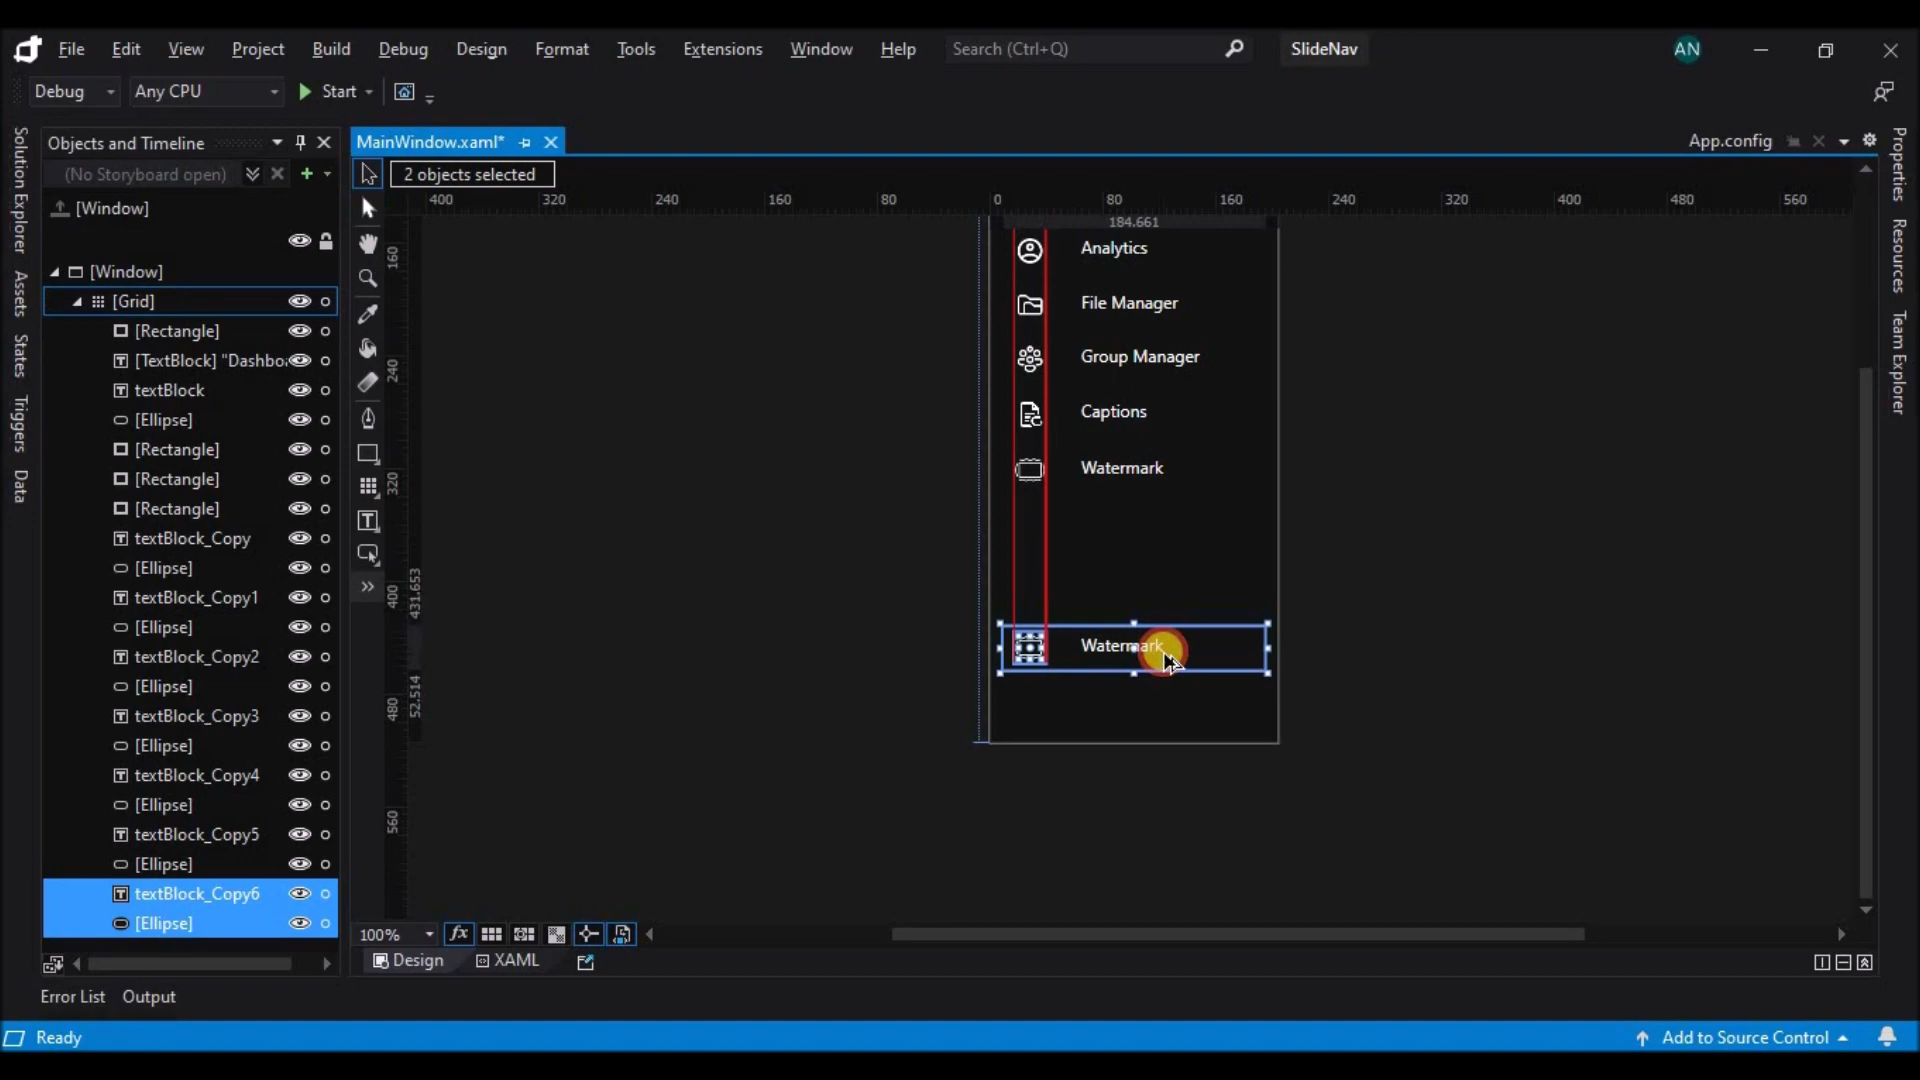 File Edit View Project Build Debug Design Format Tools Extensions Window Help Search (Ctrl+Q) SlideNav AN
Debug Any CPU Start
Solution Explorer
Assets
States
Triggers
Data
Objects and Timeline
(No Storyboard open)
[Window]
[Window]
[Grid]
[Rectangle]
[TextBlock] "Dashbo
textBlock
[Ellipse]
[Rectangle]
[Rectangle]
[Rectangle]
textBlock_Copy
[Ellipse]
textBlock_Copy1
[Ellipse]
textBlock_Copy2
[Ellipse]
textBlock_Copy3
[Ellipse]
textBlock_Copy4
[Ellipse]
textBlock_Copy5
[Ellipse]
textBlock_Copy6
[Ellipse]
MainWindow.xaml*
App.config
2 objects selected
400 320 240 160 80 0 80 160 240 320 400 480 560
184.661
160
240
320
400
480
560
431.653
52.514
Analytics
File Manager
Group Manager
Captions
Watermark
Watermark
100% fx
Design XAML
Properties
Resources
Team Explorer
Error List Output
Ready Add to Source Control